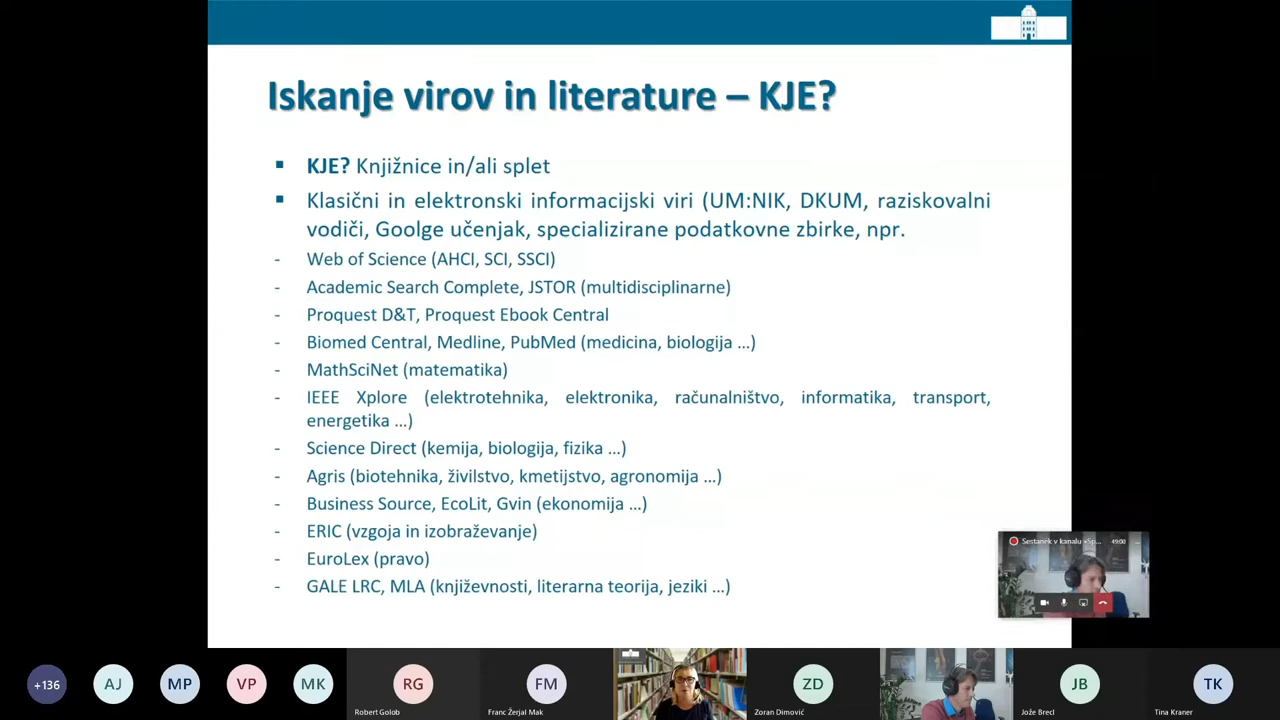 Iskanje virov in literature – KJE?
▪ KJE? Knjižnice in/ali splet
▪ Klasični in elektronski informacijski viri (UM:NIK, DKUM, raziskovalni
vodiči, Goolge učenjak, specializirane podatkovne zbirke, npr.
- Web of Science (AHCI, SCI, SSCI)
- Academic Search Complete, JSTOR (multidisciplinarne)
- Proquest D&T, Proquest Ebook Central
- Biomed Central, Medline, PubMed (medicina, biologija …)
- MathSciNet (matematika)
- IEEE Xplore (elektrotehnika, elektronika, računalništvo, informatika, transport,
energetika …)
- Science Direct (kemija, biologija, fizika …)
- Agris (biotehnika, živilstvo, kmetijstvo, agronomija …)
- Business Source, EcoLit, Gvin (ekonomija …)
- ERIC (vzgoja in izobraževanje)
- EuroLex (pravo)
- GALE LRC, MLA (književnosti, literarna teorija, jeziki …)
Sestanek v kanalu »Sp... 49:00
+136 AJ MP VP MK RG FM ZD JB TK
Robert Golob Franc Žerjal Mak Zoran Dimović Jože Brecl Tina Kraner